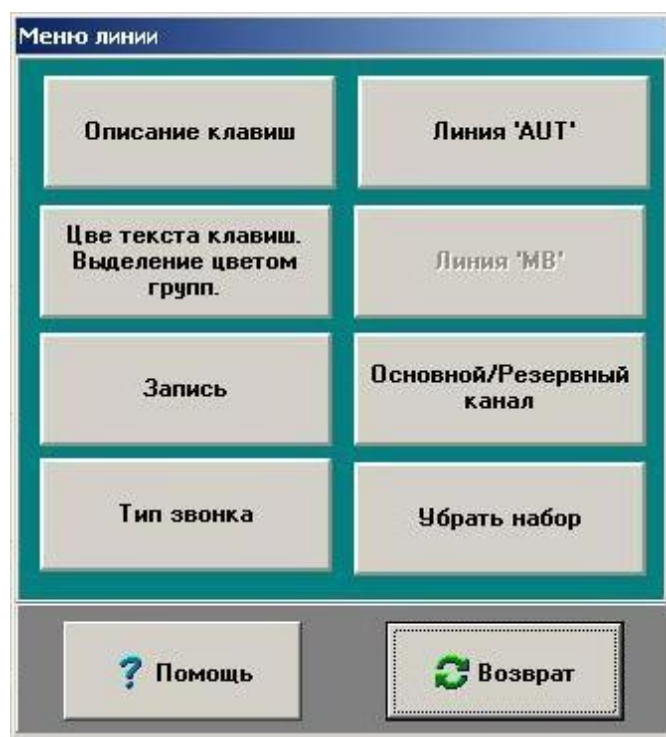 Меню линии
Описание клавиш
Линия 'AUT'
Цве текста клавиш.
Выделение цветом
групп.
Линия 'МВ'
Запись
Основной/Резервный
канал
Тип звонка
Убрать набор
? Помощь
Возврат